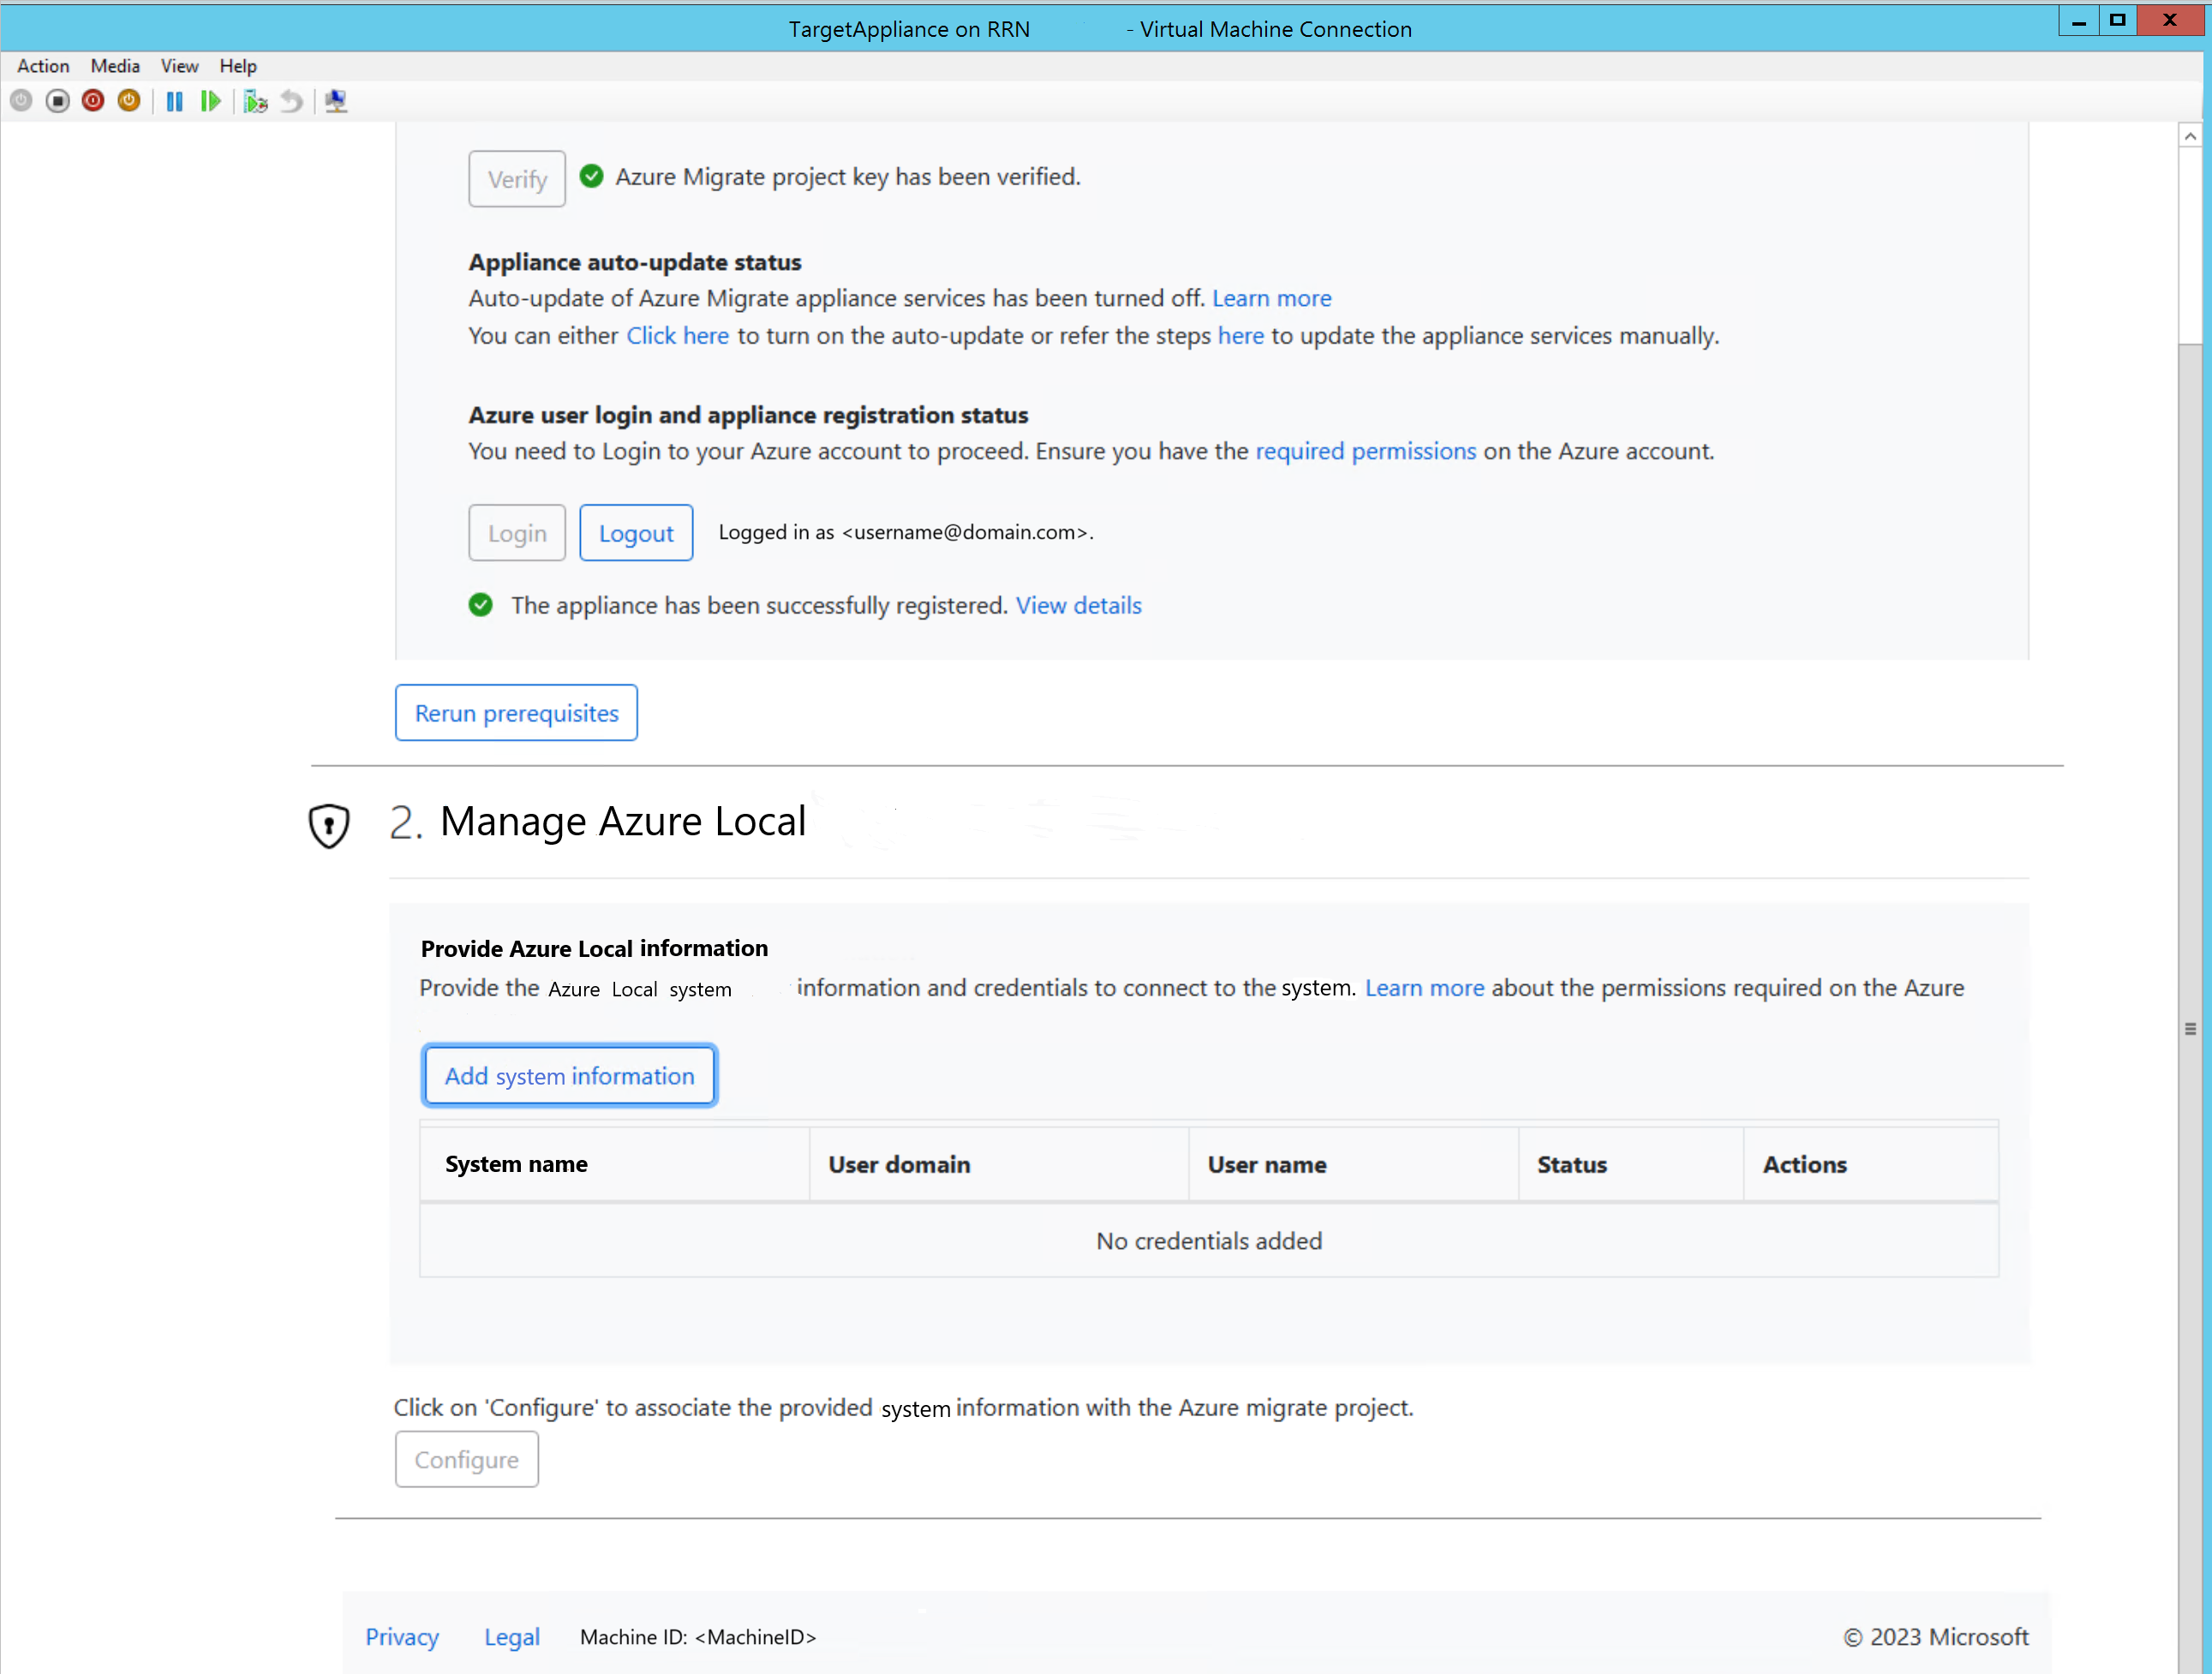 TargetAppliance on RRN - Virtual Machine Connection
Action Media View Help
Verify Azure Migrate project key has been verified.
Appliance auto-update status
Auto-update of Azure Migrate appliance services has been turned off. Learn more
You can either Click here to turn on the auto-update or refer the steps here to update the appliance services manually.
Azure user login and appliance registration status
You need to Login to your Azure account to proceed. Ensure you have the required permissions on the Azure account.
Login Logout Logged in as <username@domain.com>.
The appliance has been successfully registered. View details
Rerun prerequisites
2. Manage Azure Local
Provide Azure Local information
Provide the Azure Local system information and credentials to connect to the system. Learn more about the permissions required on the Azure
Add system information
System name User domain User name Status Actions
No credentials added
Click on 'Configure' to associate the provided system information with the Azure migrate project.
Configure
Privacy Legal Machine ID: <MachineID> © 2023 Microsoft